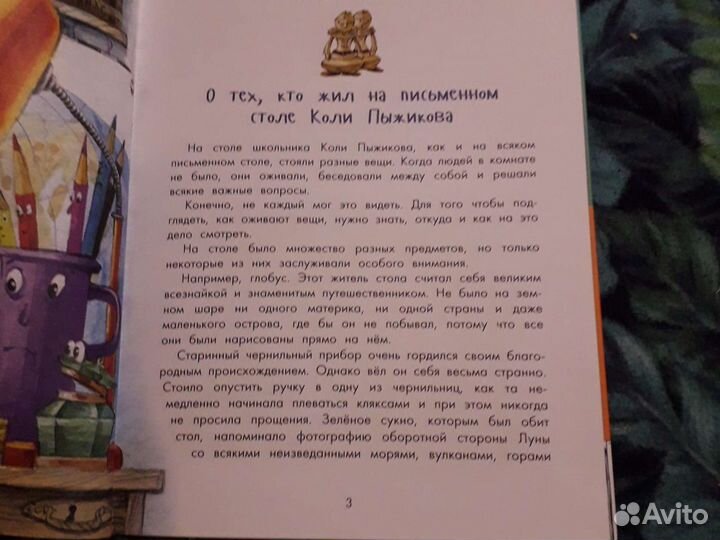 О тех, кто жил на письменном
столе Коли Пыжикова
На столе школьника Коли Пыжикова, как и на всяком
письменном столе, стояли разные вещи. Когда людей в комнате
не было, они оживали, беседовали между собой и решали
всякие важные вопросы.
Конечно, не каждый мог это видеть. Для того чтобы под-
глядеть, как оживают вещи, нужно знать, откуда и как на это
дело смотреть.
На столе было множество разных предметов, но только
некоторые из них заслуживали особого внимания.
Например, глобус. Этот житель стола считал себя великим
всезнайкой и знаменитым путешественником. Не было на зем-
ном шаре ни одного материка, ни одной страны и даже
маленького острова, где бы он не побывал, потому что все
они были нарисованы прямо на нём.
Старинный чернильный прибор очень гордился своим благо-
родным происхождением. Однако вёл он себя весьма странно.
Стоило опустить ручку в одну из чернильниц, как та не-
медленно начинала плеваться кляксами и при этом никогда
не просила прощения. Зелёное сукно, которым был обит
стол, напоминало фотографию оборотной стороны Луны
со всякими неизведанными морями, вулканами, горами
3
Avito